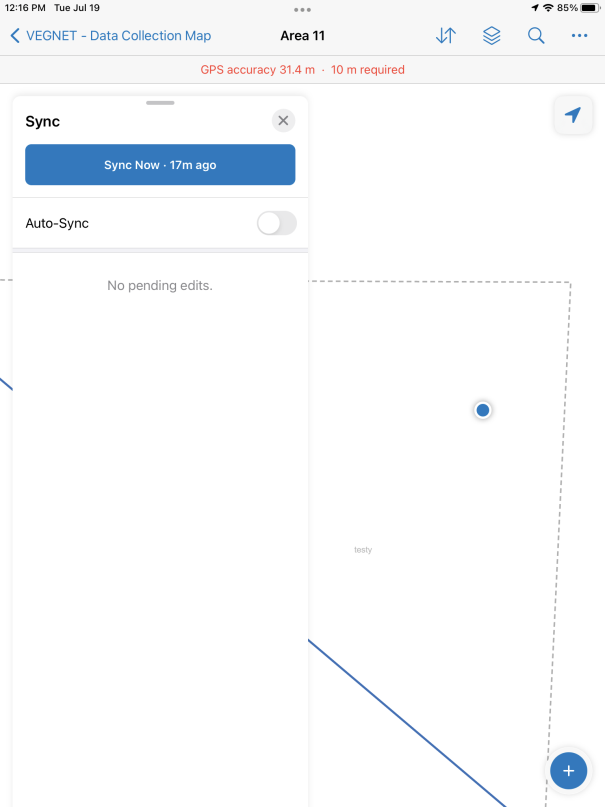 12:16 PM Tue Jul 19
85%
VEGNET - Data Collection Map
Area 11
GPS accuracy 31.4 m · 10 m required
Sync
Sync Now · 17m ago
Auto-Sync
No pending edits.
testy